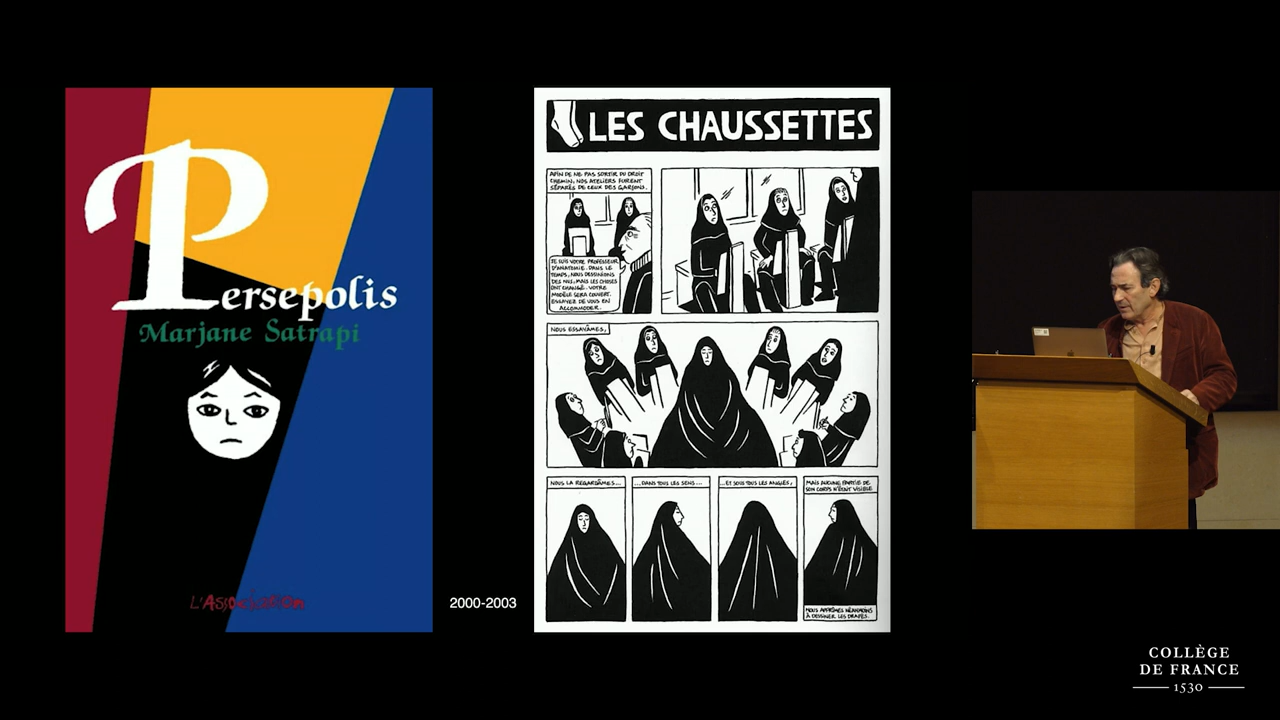 Persepolis
Marjane Satrapi
L'Association
2000-2003
LES CHAUSSETTES
AFIN DE NE PAS SORTIR DU DROIT
CHEMIN, NOS ATELIERS FURENT
SÉPARÉS DE CEUX DES GARÇONS.
JE SUIS VOTRE PROFESSEUR
D'ANATOMIE. DANS LE
TEMPS, NOUS DESSINIONS
DES NUS, MAIS LES CHOSES
ONT CHANGÉ. VOTRE
MODÈLE SERA COUVERT.
ESSAYEZ DE VOUS EN
ACCOMMODER.
NOUS ESSAYÂMES,
NOUS LA REGARDÂMES...
...DANS TOUS LES SENS...
...ET SOUS TOUS LES ANGLES,
MAIS AUCUNE PARTIE DE
SON CORPS N'ÉTAIT VISIBLE
NOUS APPRÎMES NÉANMOINS
À DESSINER LES DRAPÉS.
COLLÈGE
DE FRANCE
1530